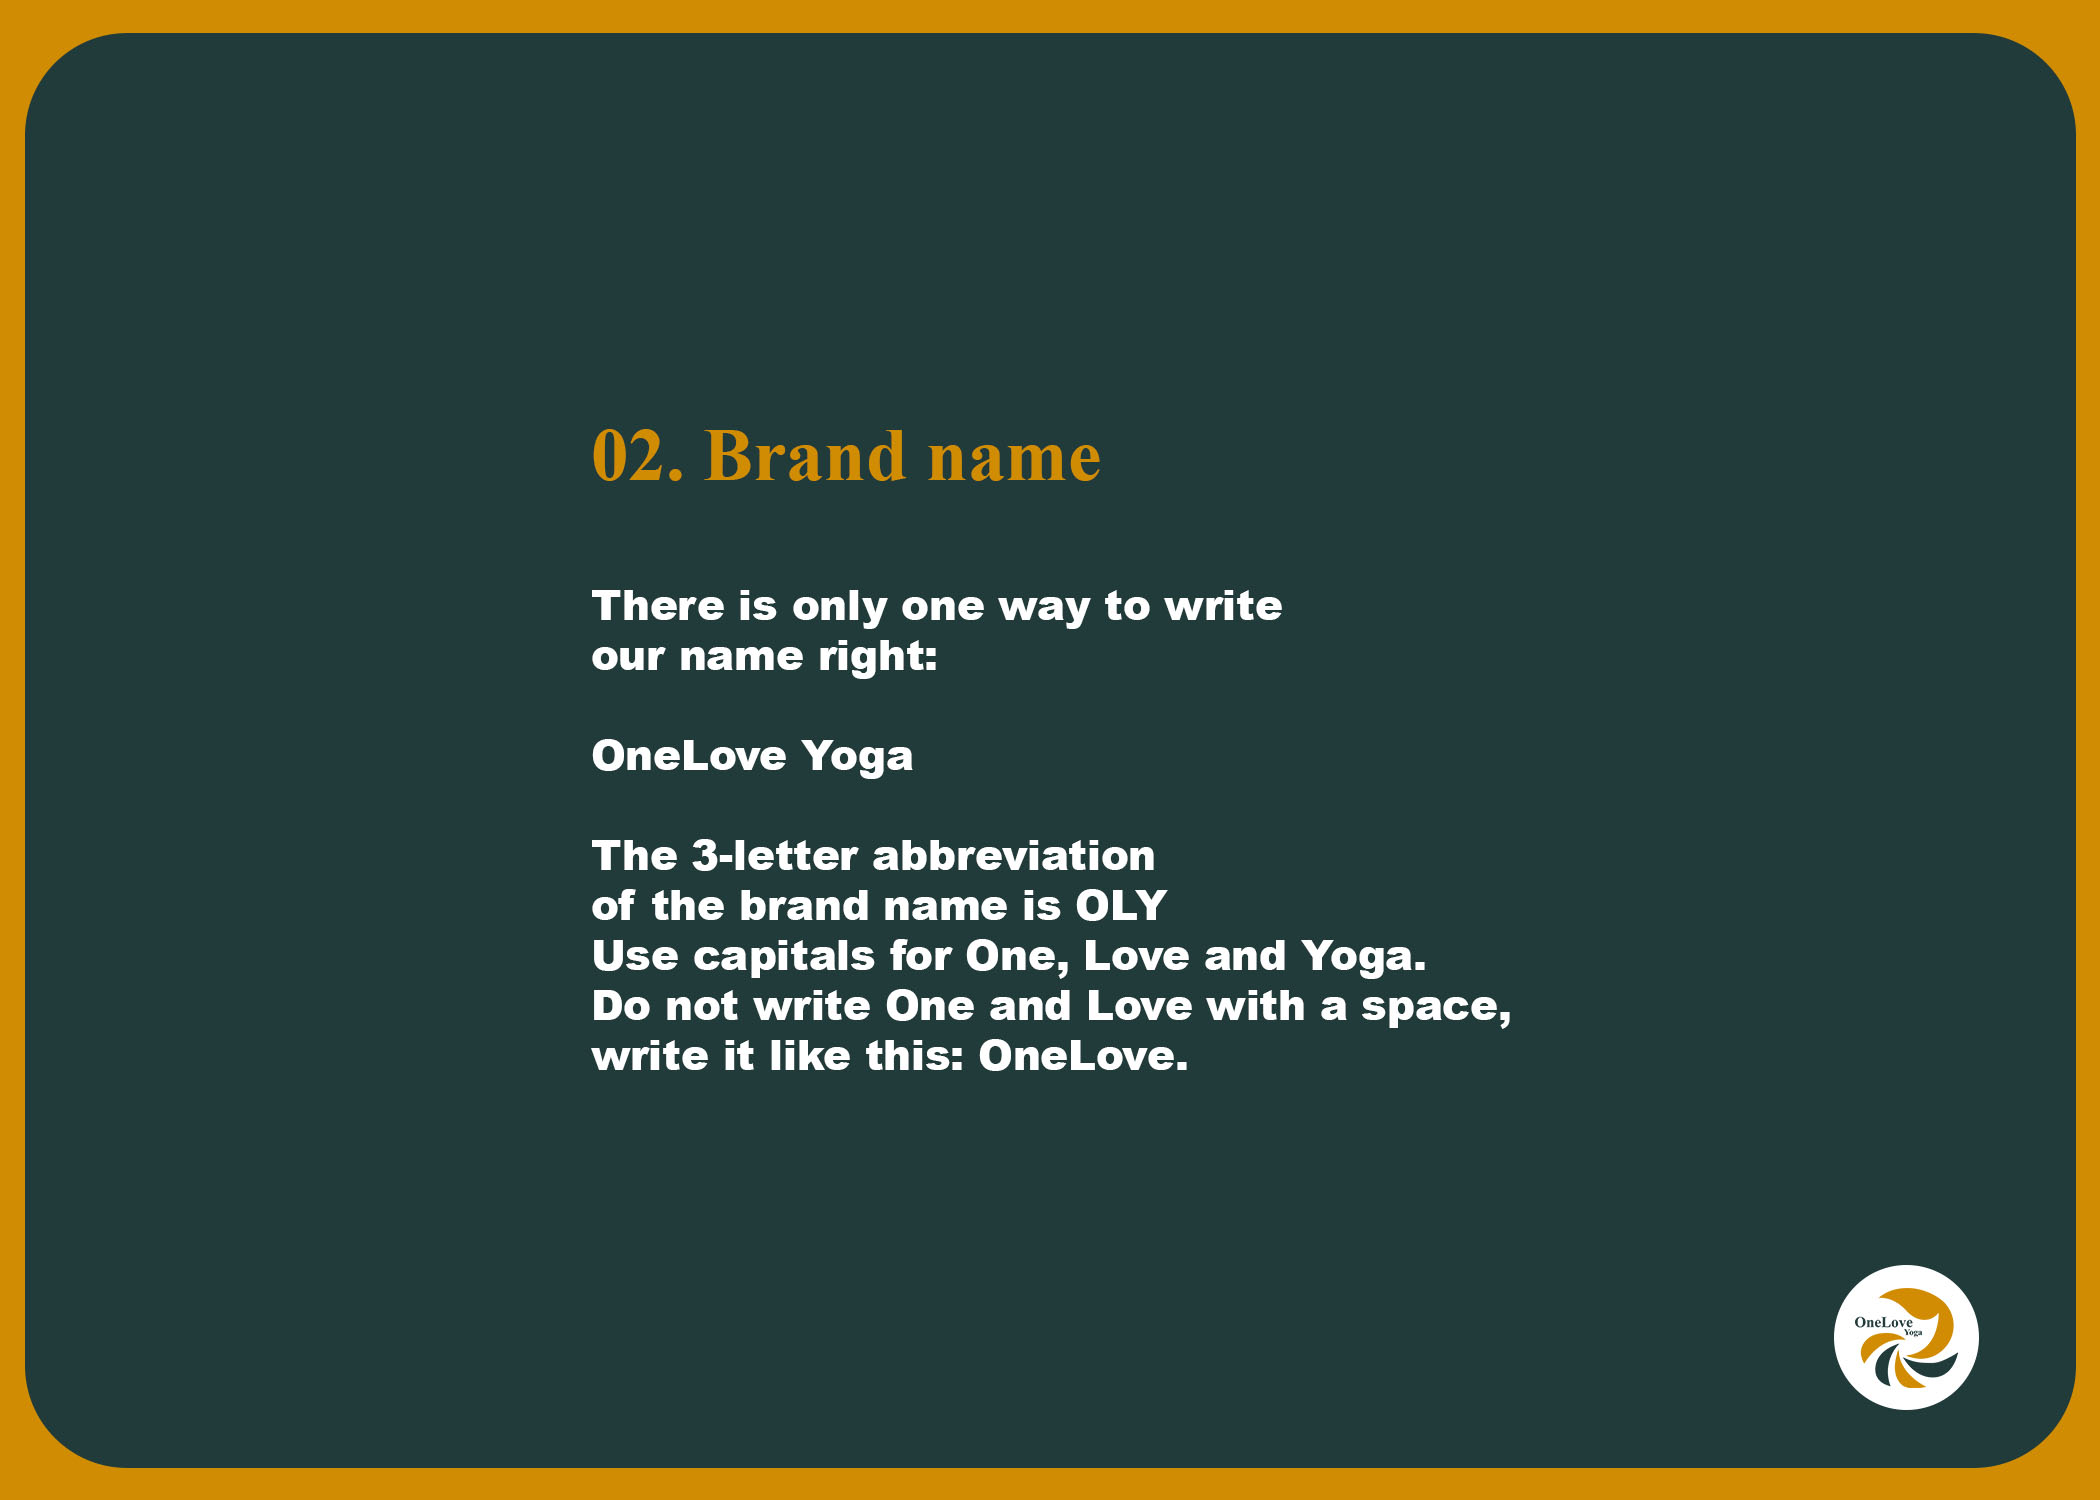 02. Brand name
There is only one way to write
our name right:
OneLove Yoga
The 3-letter abbreviation
of the brand name is OLY
Use capitals for One, Love and Yoga.
Do not write One and Love with a space,
write it like this: OneLove.
OneLove
Yoga